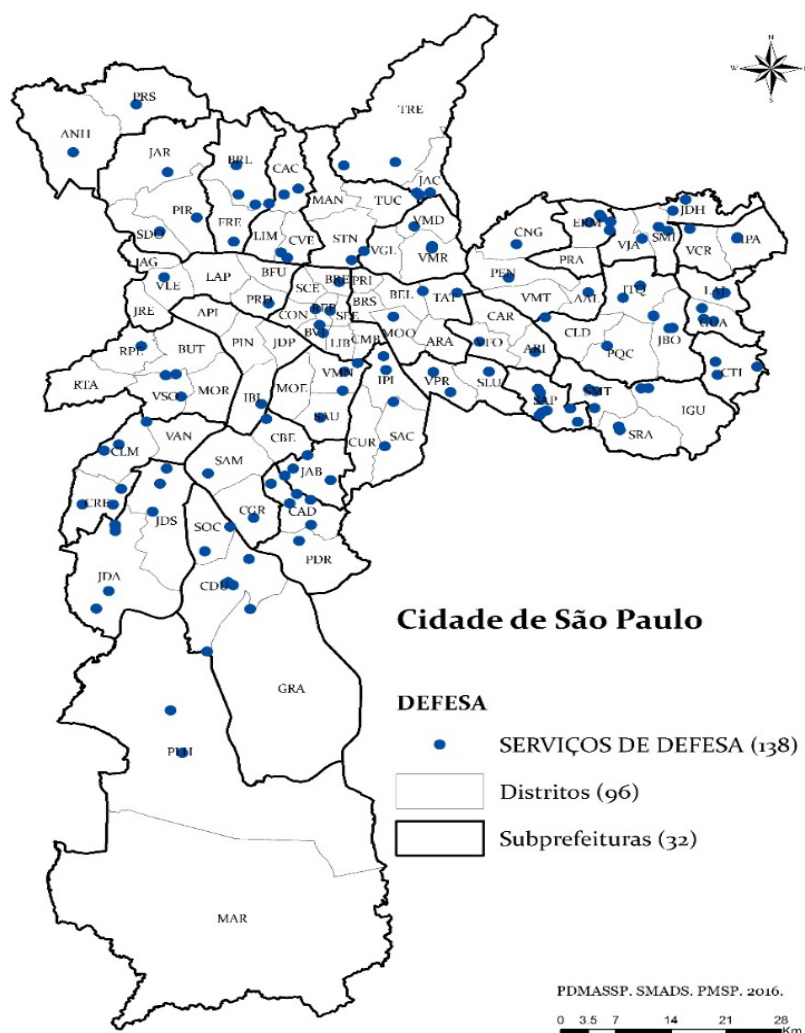 N
W
S
PRS
TRE
ANH
JAR
BRL
CAC
JAC
MAN
TUC
PIR
SDO
FRE
LIM
CVE
STN
VGL
VMD
VMR
CNG
ERM
VJA
SMI
JDH
VCR
IPA
JAG
VLE
LAP
BFU
SCE
BRE
PRI
BEL
TAT
PEN
PRA
VMT
AAL
ITQ
LAJ
GUA
JRE
API
PRD
CON
REP
SEE
BRS
MOO
CAR
CLD
PQC
JBO
RPE
BUT
PIN
JDP
BVI
LIB
CMB
ARA
VFO
ARI
CTI
RTA
VSO
MOR
IBI
MOE
VMN
IPI
VPR
SLU
SAP
SMT
IGU
SAU
SRA
VAN
CLM
SAM
CBE
CUR
SAC
CRE
JDS
JAB
SOC
CGR
CAD
PDR
JDA
CDU
GRA
PLH
MAR
Cidade de São Paulo
DEFESA
SERVIÇOS DE DEFESA (138)
Distritos (96)
Subprefeituras (32)
PDMASSP. SMADS. PMSP. 2016.
0 3.5 7 14 21 28
Km